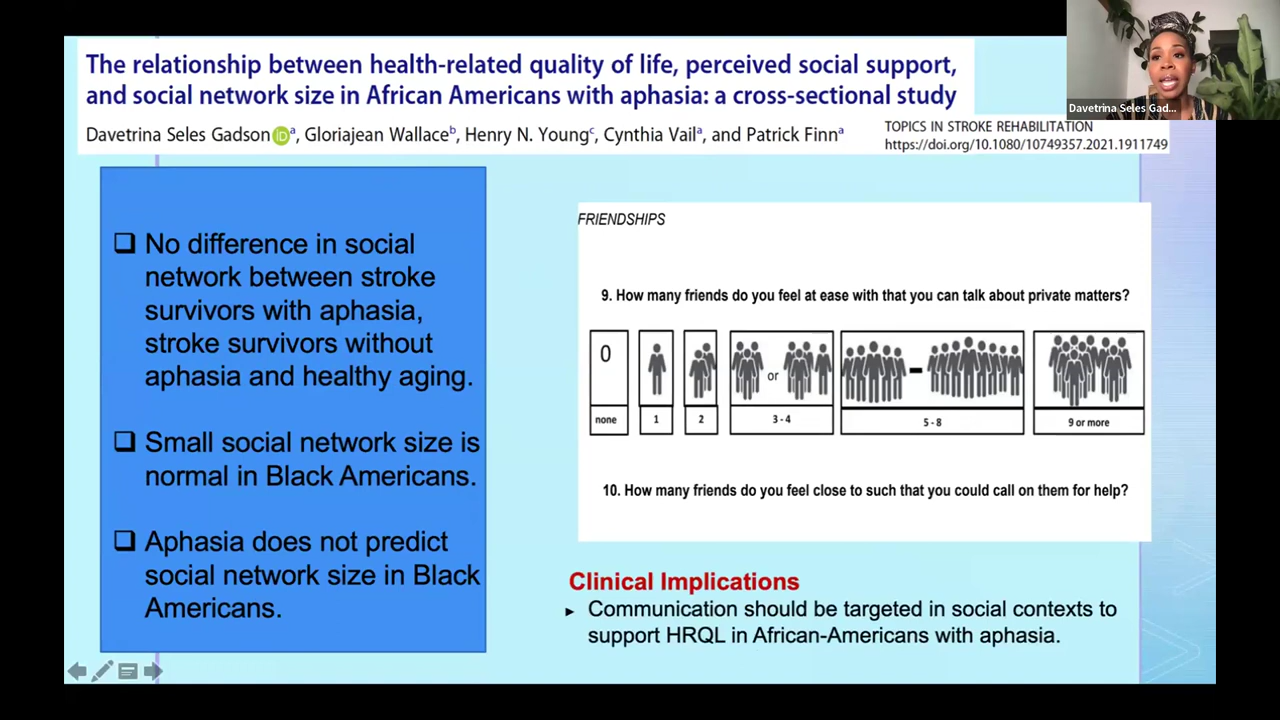 The relationship between health-related quality of life, perceived social support,
and social network size in African Americans with aphasia: a cross-sectional study
Davetrina Seles Gadson iD a, Gloriajean Wallace b, Henry N. Young c, Cynthia Vail a, and Patrick Finn a
TOPICS IN STROKE REHABILITATION
https://doi.org/10.1080/10749357.2021.1911749
Davetrina Seles Gad...
❑ No difference in social
network between stroke
survivors with aphasia,
stroke survivors without
aphasia and healthy aging.
❑ Small social network size is
normal in Black Americans.
❑ Aphasia does not predict
social network size in Black
Americans.
FRIENDSHIPS
9. How many friends do you feel at ease with that you can talk about private matters?
0 or -
none 1 2 3 - 4 5 - 8 9 or more
10. How many friends do you feel close to such that you could call on them for help?
Clinical Implications
► Communication should be targeted in social contexts to
support HRQL in African-Americans with aphasia.